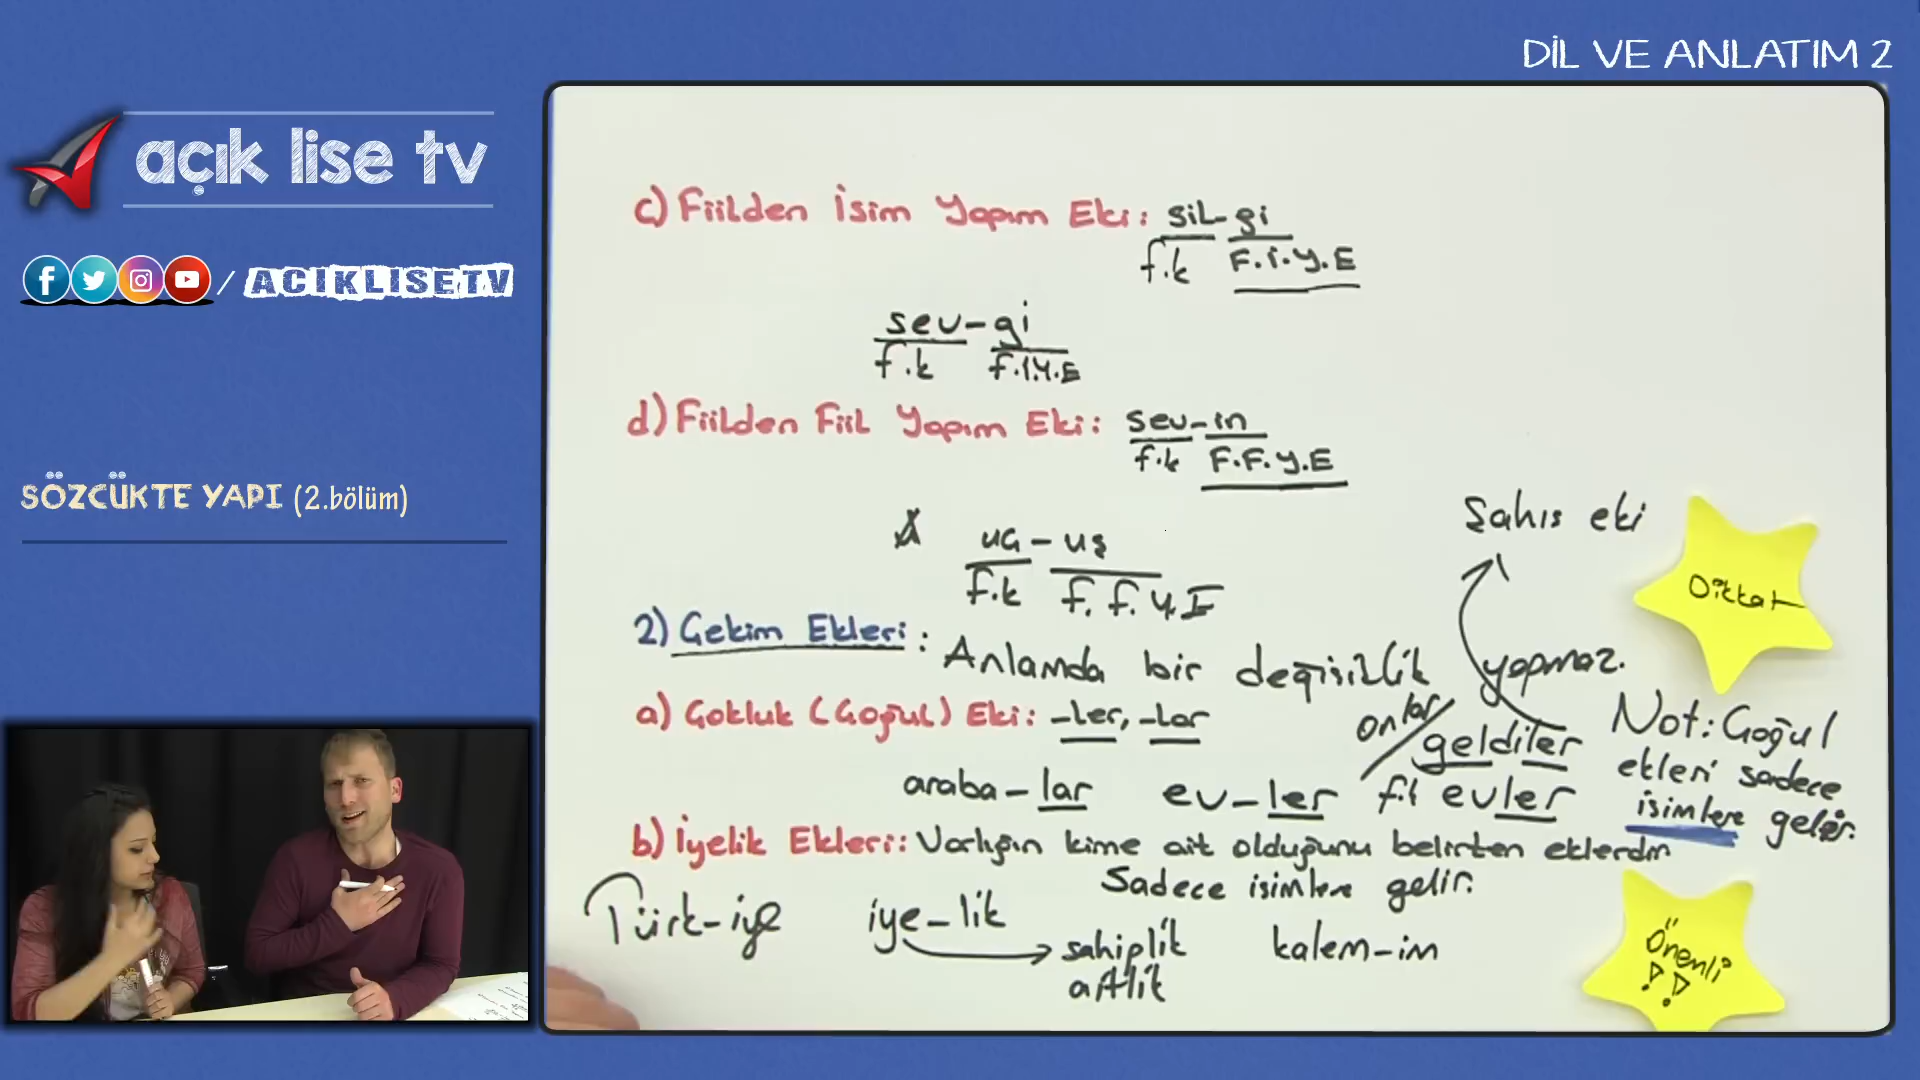 DİL VE ANLATIM 2
açık lise tv
/ ACIKLISETV
SÖZCÜKTE YAPI (2.bölüm)
c) Fiilden İsim Yapım Eki: sil-gi
f.k F.i.y.E
sev-gi
f.k f.i.y.E
d) Fiilden Fiil Yapım Eki: sev-in
f.k F.F.y.E
uç-uş
f.k f.f.y.E
Şahıs eki
Dikkat
2) Çekim Ekleri: Anlamda bir değişiklik yapmaz.
a) Çokluk (Çoğul) Eki: -ler, -lar
onlar geldiler
araba-lar ev-ler evler
Not: Çoğul
ekleri sadece
isimlere gelir.
b) İyelik Ekleri: Varlığın kime ait olduğunu belirten eklerdir
Sadece isimlere gelir.
Türk-iye iye-lik sahiplik kalem-im
aitlik
Önemli
!!